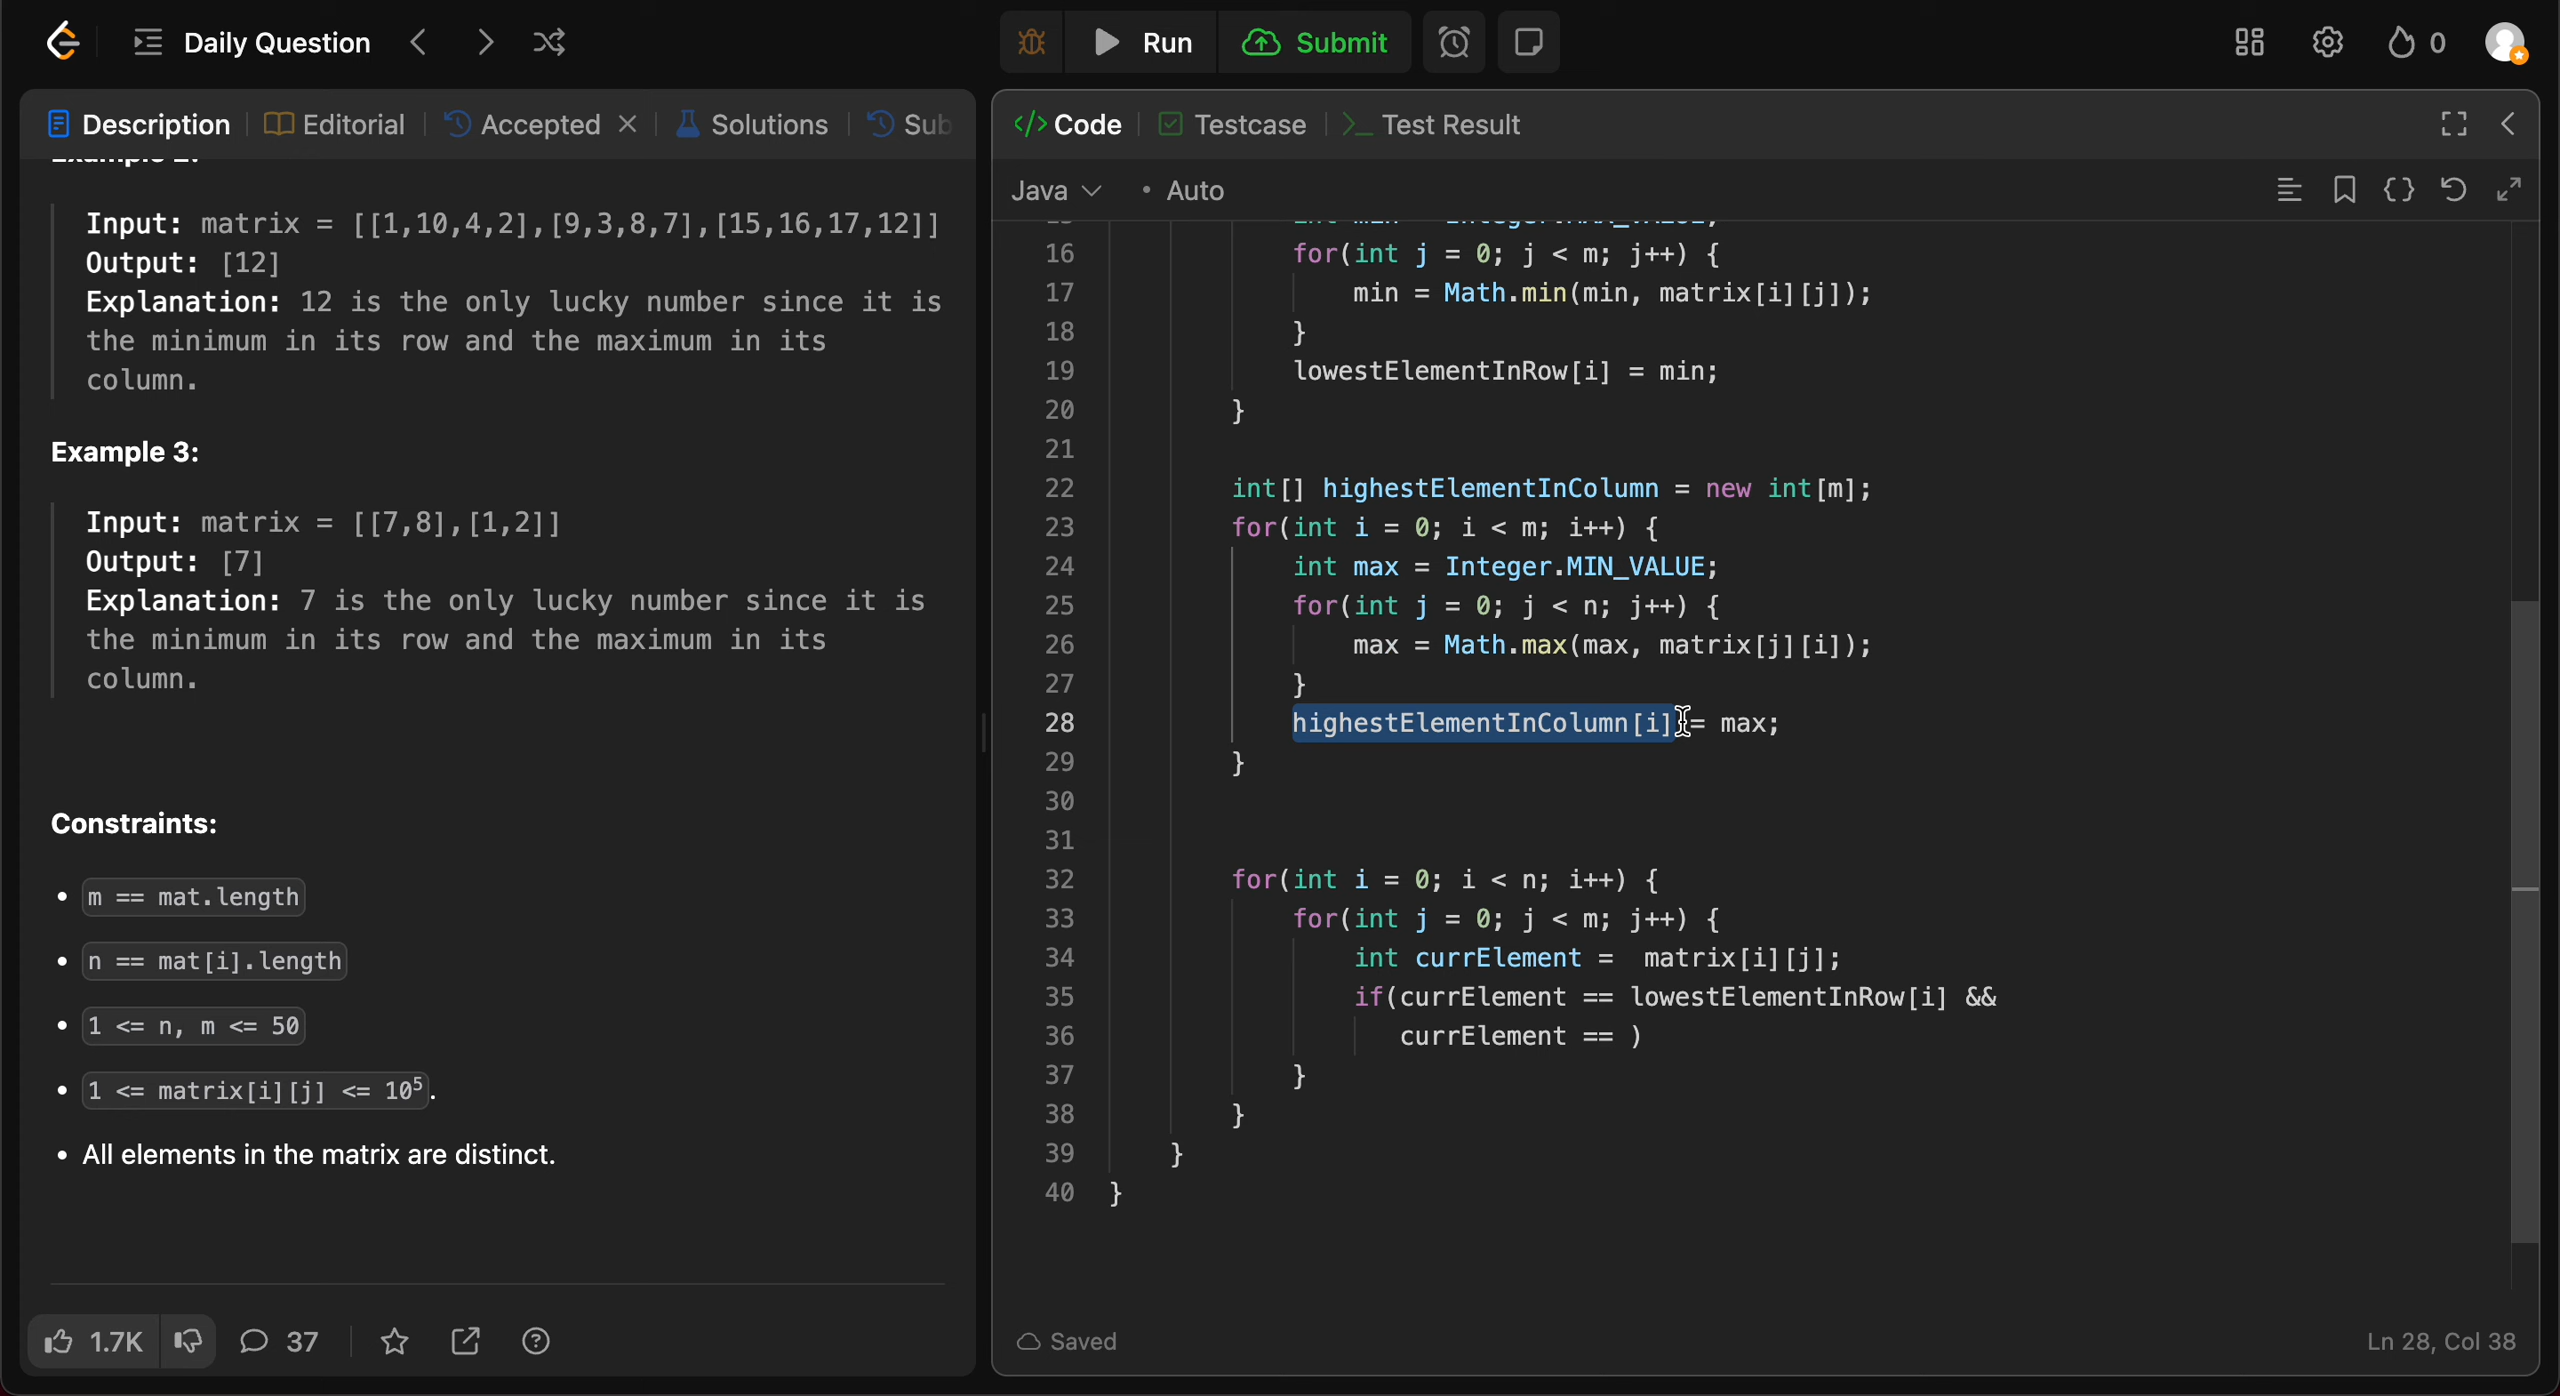 Daily Question
Run
Submit
0
Description
Editorial
Accepted
Solutions
Sub
Input: matrix = [[1,10,4,2],[9,3,8,7],[15,16,17,12]]
Output: [12]
Explanation: 12 is the only lucky number since it is
the minimum in its row and the maximum in its
column.
Example 3:
Input: matrix = [[7,8],[1,2]]
Output: [7]
Explanation: 7 is the only lucky number since it is
the minimum in its row and the maximum in its
column.
Constraints:
• m == mat.length
• n == mat[i].length
• 1 <= n, m <= 50
• 1 <= matrix[i][j] <= 10⁵.
• All elements in the matrix are distinct.
1.7K
37
</> Code
Testcase
>_ Test Result
Java
• Auto
16 for(int j = 0; j < m; j++) {
17 min = Math.min(min, matrix[i][j]);
18 }
19 lowestElementInRow[i] = min;
20 }
21
22 int[] highestElementInColumn = new int[m];
23 for(int i = 0; i < m; i++) {
24 int max = Integer.MIN_VALUE;
25 for(int j = 0; j < n; j++) {
26 max = Math.max(max, matrix[j][i]);
27 }
28 highestElementInColumn[i] = max;
29 }
30
31
32 for(int i = 0; i < n; i++) {
33 for(int j = 0; j < m; j++) {
34 int currElement =  matrix[i][j];
35 if(currElement == lowestElementInRow[i] &&
36 currElement == )
37 }
38 }
39 }
40 }
Saved
Ln 28, Col 38